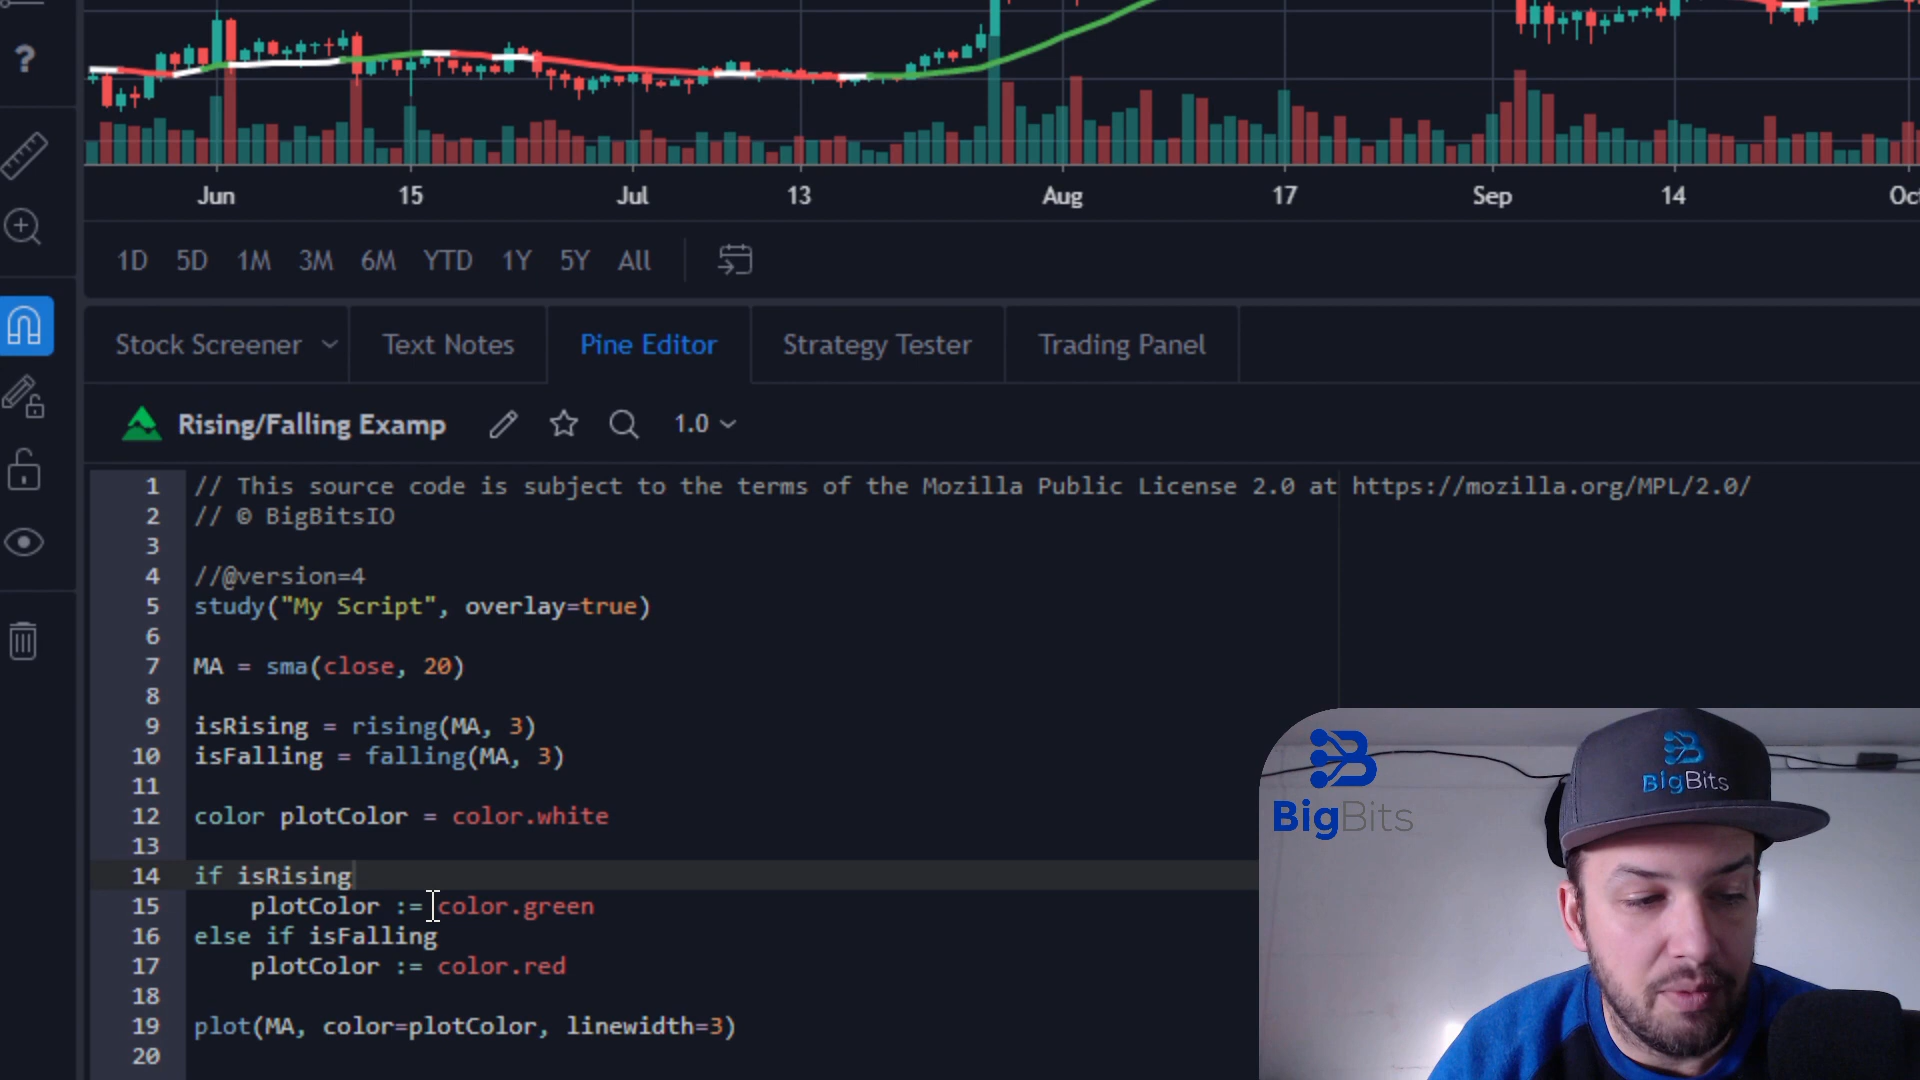 Jun 15 Jul 13 Aug 17 Sep 14 Oct
1D 5D 1M 3M 6M YTD 1Y 5Y All
Stock Screener Text Notes Pine Editor Strategy Tester Trading Panel
Rising/Falling Examp 1.0
1 // This source code is subject to the terms of the Mozilla Public License 2.0 at https://mozilla.org/MPL/2.0/
2 // © BigBitsIO
3
4 //@version=4
5 study("My Script", overlay=true)
6
7 MA = sma(close, 20)
8
9 isRising = rising(MA, 3)
10 isFalling = falling(MA, 3)
11
12 color plotColor = color.white
13
14 if isRising
15 plotColor := color.green
16 else if isFalling
17 plotColor := color.red
18
19 plot(MA, color=plotColor, linewidth=3)
20
BigBits
BigBits